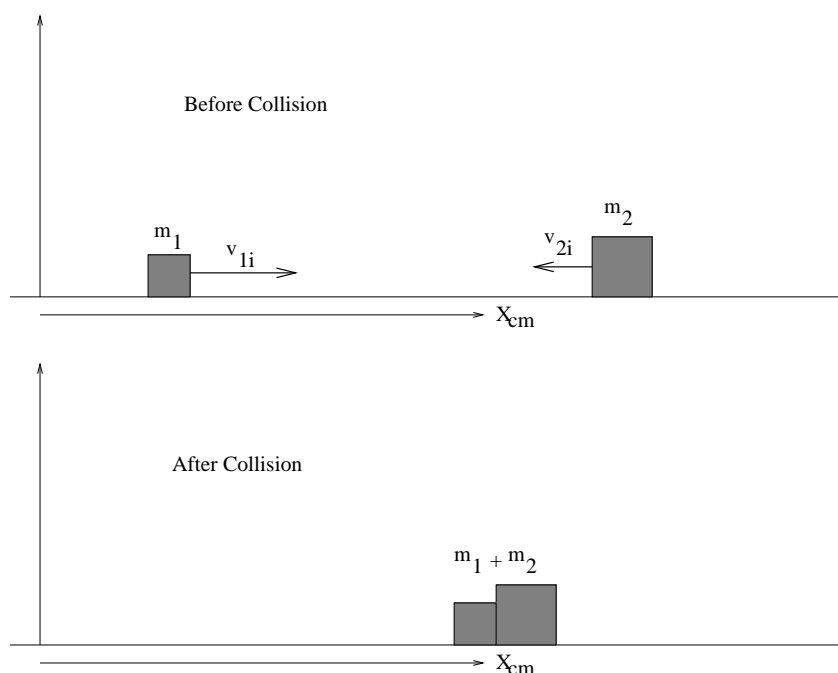 Before Collision
m2
m1
v1i
v2i
Xcm
After Collision
m1 + m2
Xcm